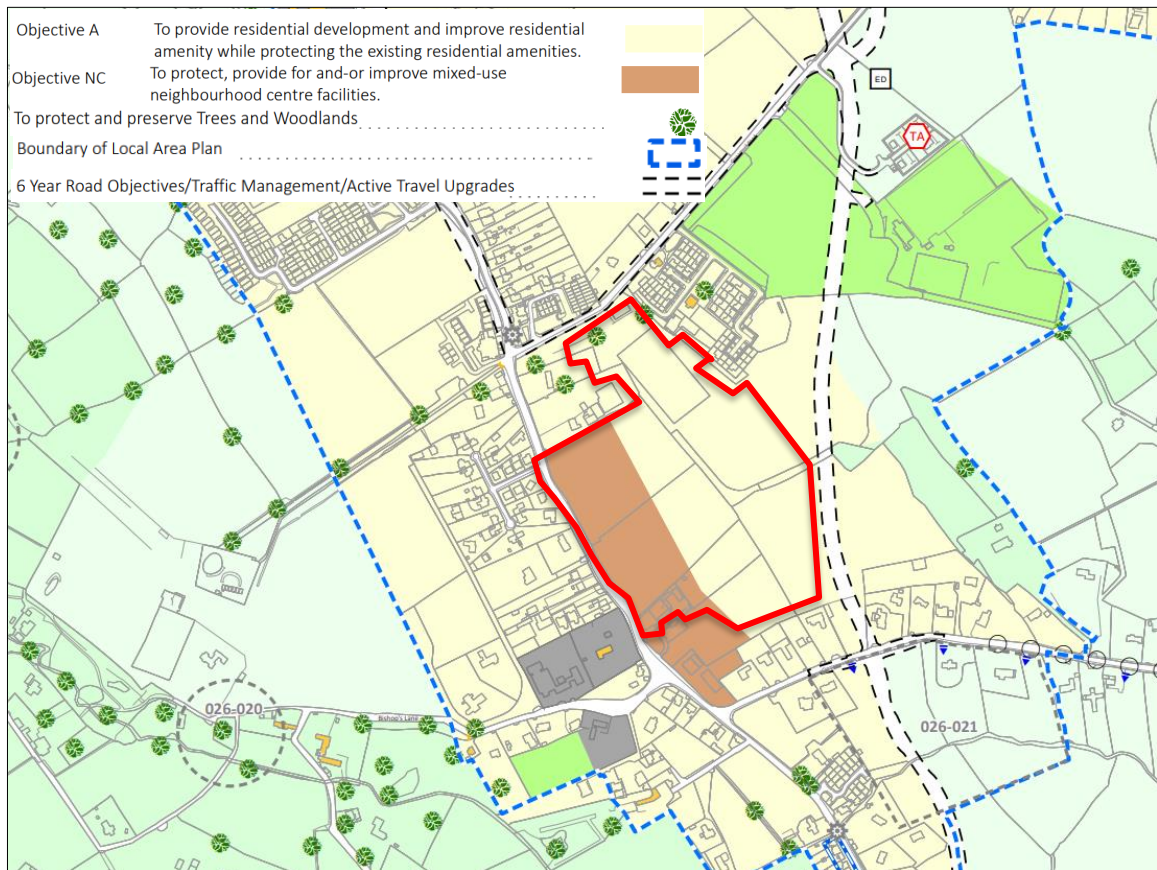 Objective A To provide residential development and improve residential
amenity while protecting the existing residential amenities.
Objective NC To protect, provide for and-or improve mixed-use
neighbourhood centre facilities.
To protect and preserve Trees and Woodlands
Boundary of Local Area Plan
6 Year Road Objectives/Traffic Management/Active Travel Upgrades
ED
TA
026-020
Bishop's Lane
026-021